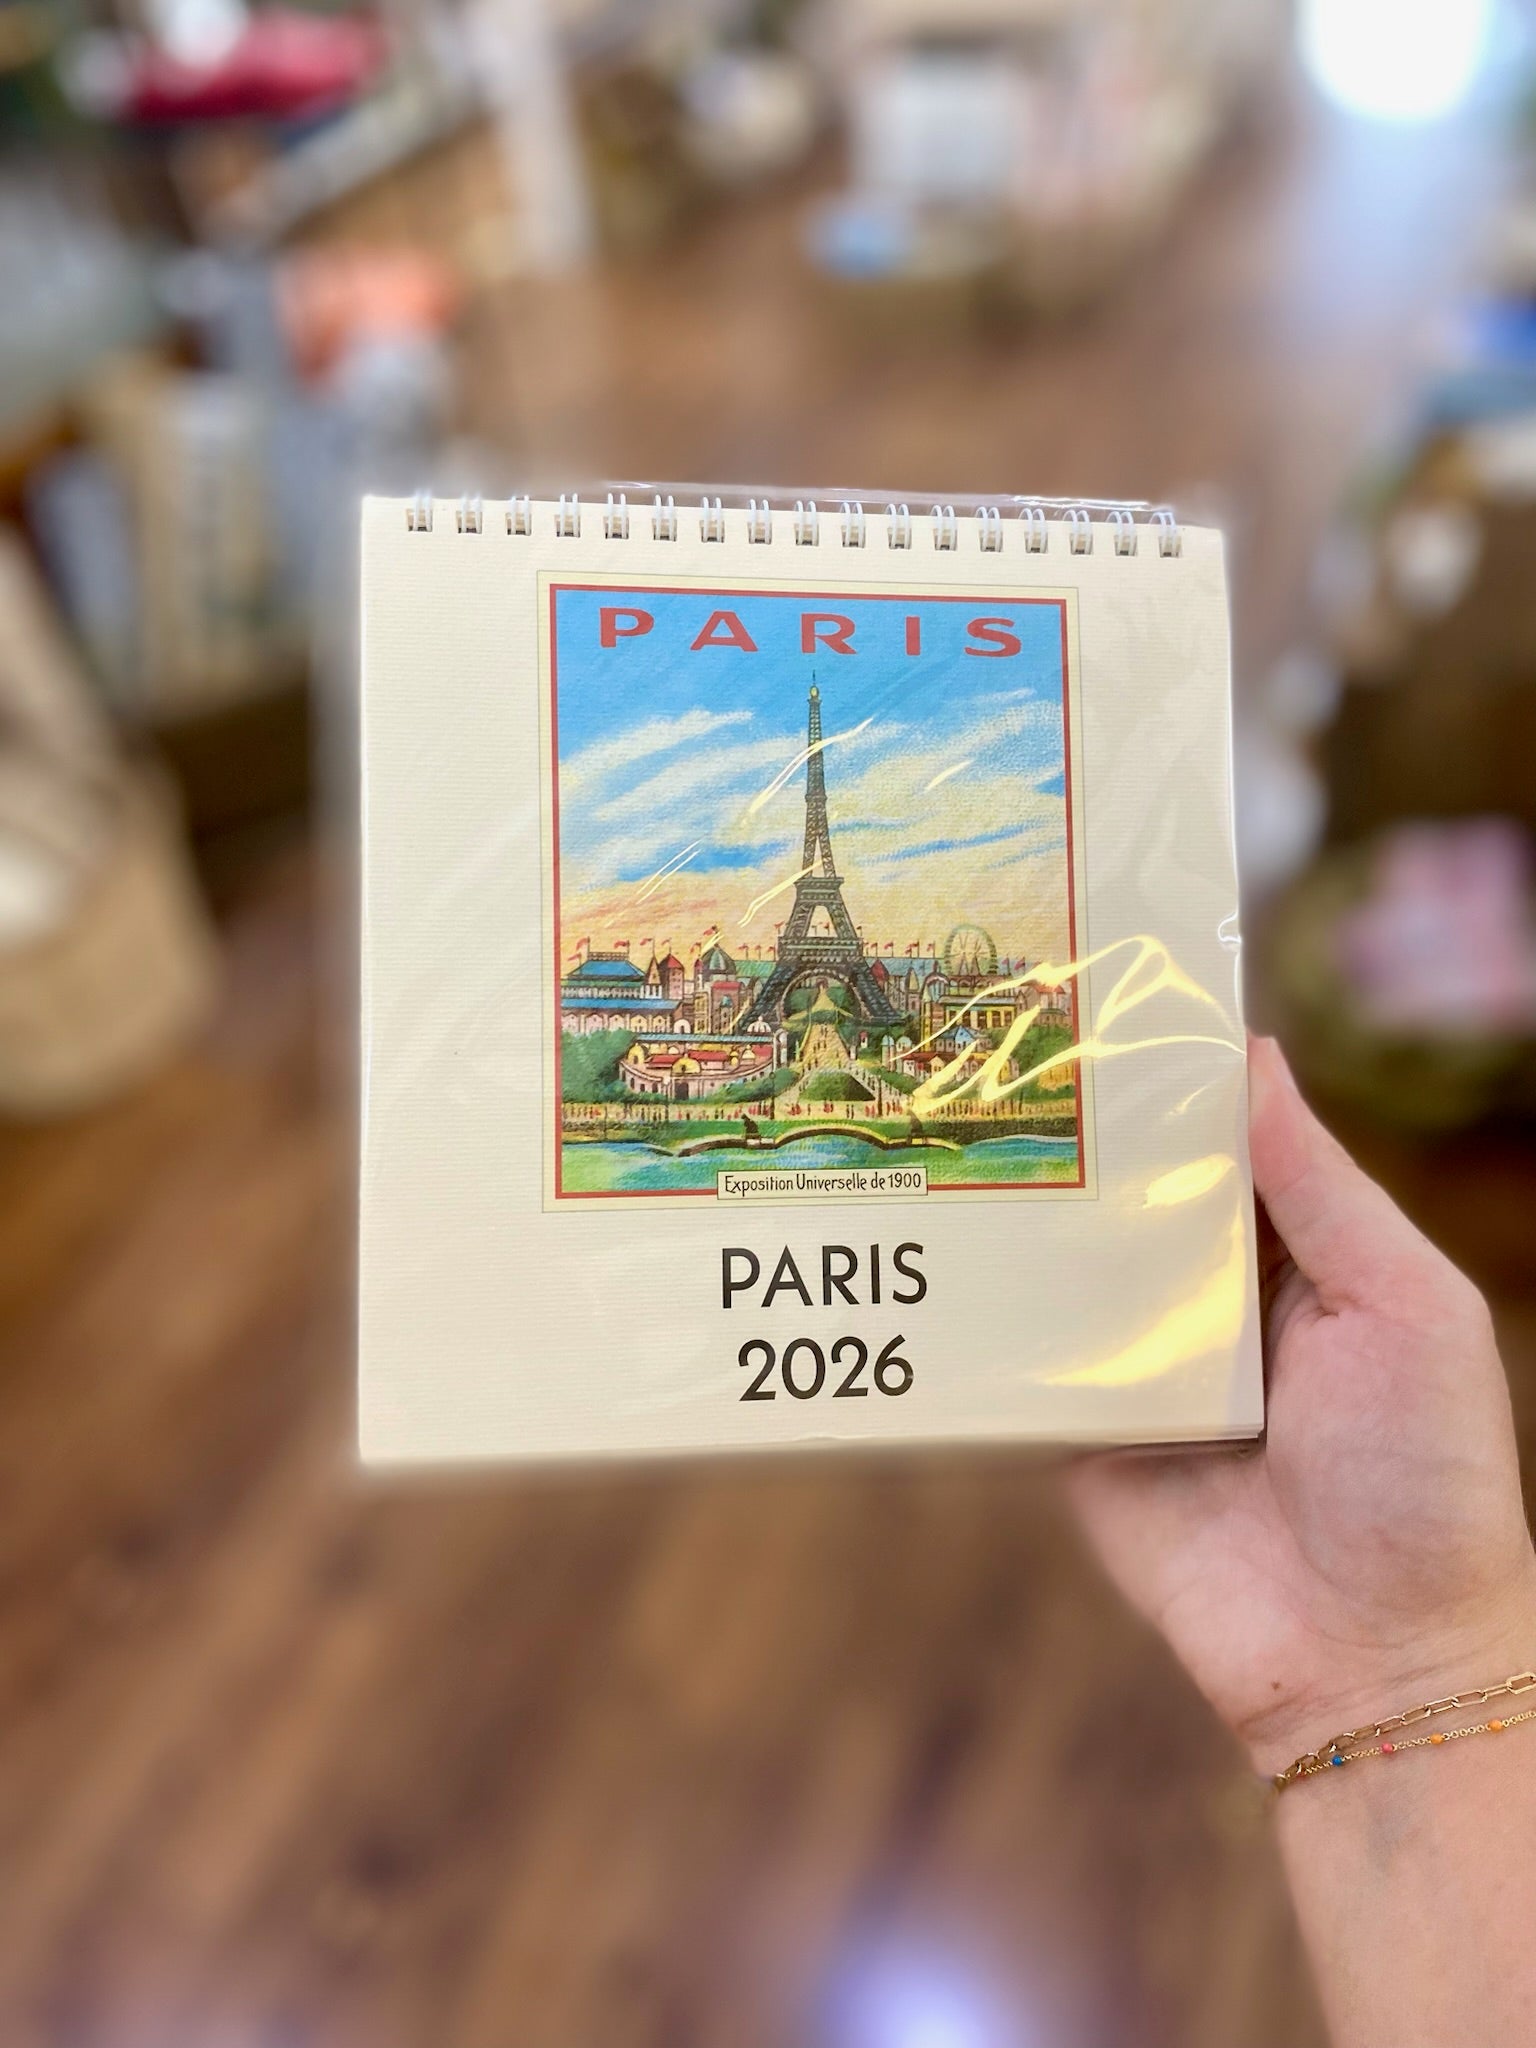 PARIS
Exposition Universelle de 1900
PARIS
2026